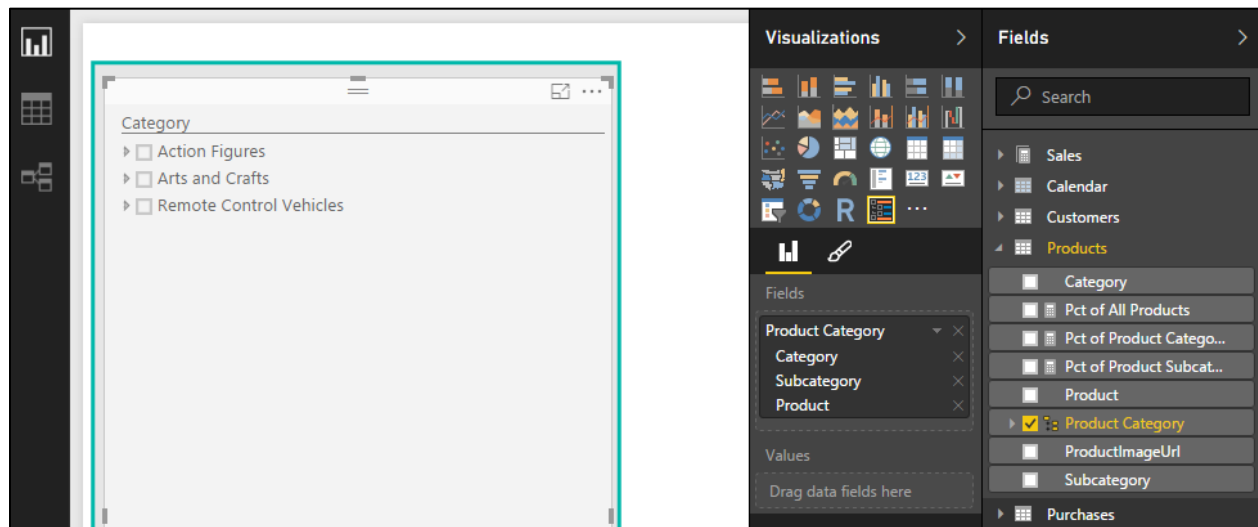 Category
Action Figures
Arts and Crafts
Remote Control Vehicles
Visualizations
123
R
Fields
Product Category
Category
Subcategory
Product
Values
Drag data fields here
Fields
Search
Sales
Calendar
Customers
Products
Category
Pct of All Products
Pct of Product Catego...
Pct of Product Subcat...
Product
Product Category
ProductImageUrl
Subcategory
Purchases